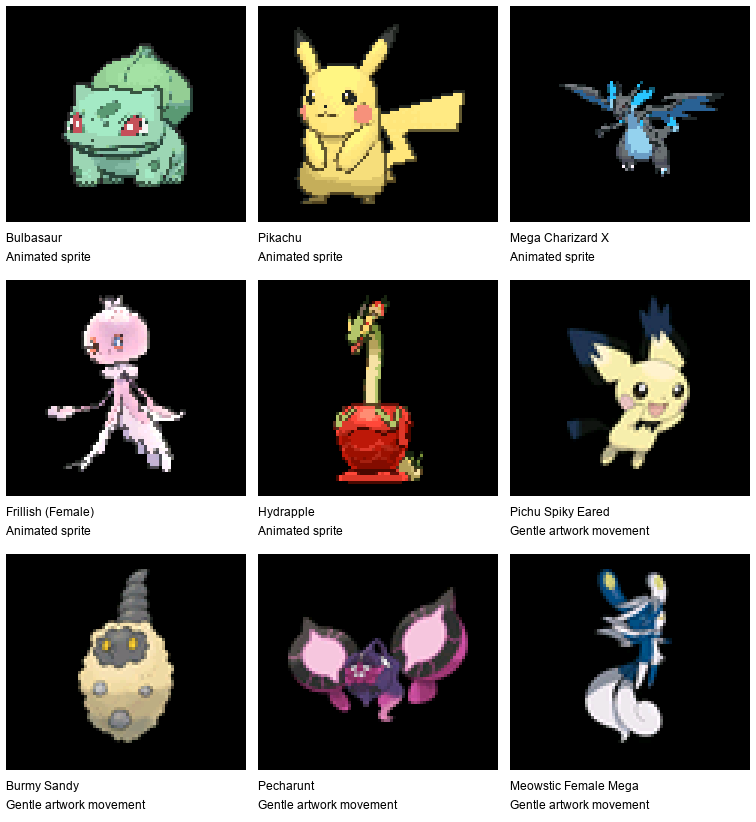 Bulbasaur
Animated sprite
Pikachu
Animated sprite
Mega Charizard X
Animated sprite
Frillish (Female)
Animated sprite
Hydrapple
Animated sprite
Pichu Spiky Eared
Gentle artwork movement
Burmy Sandy
Gentle artwork movement
Pecharunt
Gentle artwork movement
Meowstic Female Mega
Gentle artwork movement